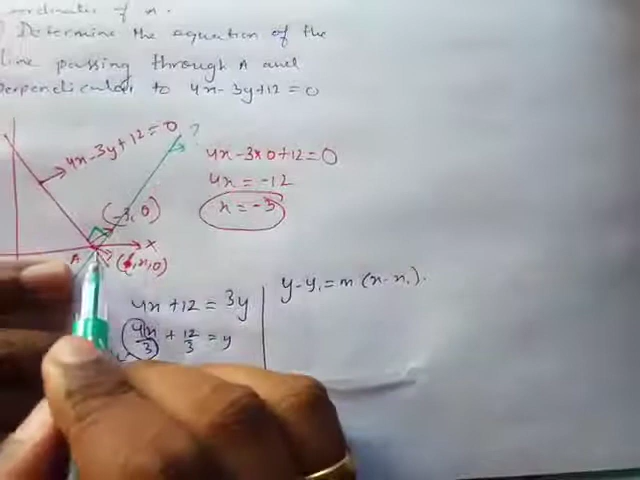 ordinates of x.
Determine the equation of the
line passing through A and
perpendicular to 4x-3y+12=0
4x-3y+12=0 ?
4x-3×0+12=0
4x=-12
x=-3
(-3,0)
x
A
4x+12=3y
4x/3 + 12/3 = y
y-y₁=m(x-x₁).